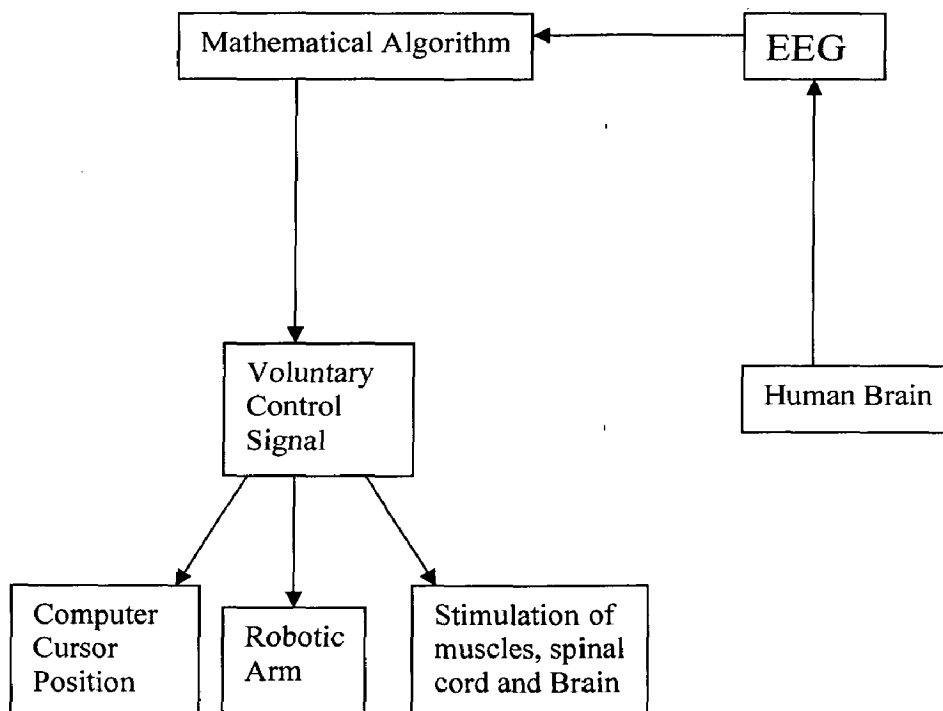 Mathematical Algorithm
EEG
Human Brain
Voluntary
Control
Signal
Computer
Cursor
Position
Robotic
Arm
Stimulation of
muscles, spinal
cord and Brain